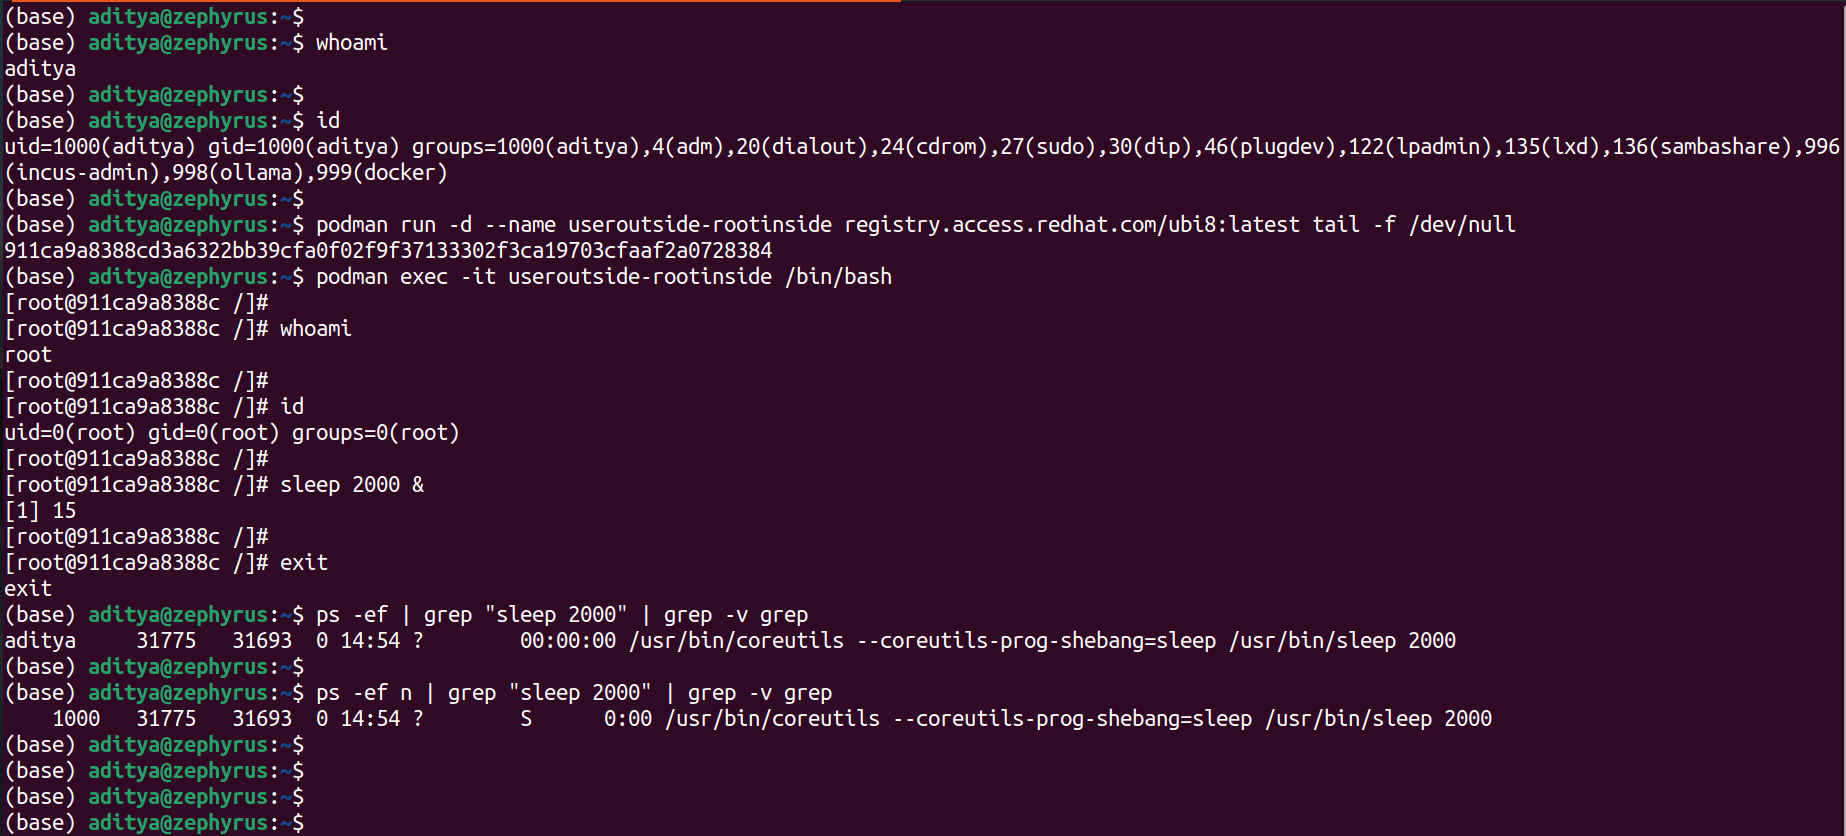 (base) aditya@zephyrus:~$
(base) aditya@zephyrus:~$ whoami
aditya
(base) aditya@zephyrus:~$
(base) aditya@zephyrus:~$ id
uid=1000(aditya) gid=1000(aditya) groups=1000(aditya),4(adm),20(dialout),24(cdrom),27(sudo),30(dip),46(plugdev),122(lpadmin),135(lxd),136(sambashare),996
(incus-admin),998(ollama),999(docker)
(base) aditya@zephyrus:~$
(base) aditya@zephyrus:~$ podman run -d --name useroutside-rootinside registry.access.redhat.com/ubi8:latest tail -f /dev/null
911ca9a8388cd3a6322bb39cfa0f02f9f37133302f3ca19703cfaaf2a0728384
(base) aditya@zephyrus:~$ podman exec -it useroutside-rootinside /bin/bash
[root@911ca9a8388c /]#
[root@911ca9a8388c /]# whoami
root
[root@911ca9a8388c /]#
[root@911ca9a8388c /]# id
uid=0(root) gid=0(root) groups=0(root)
[root@911ca9a8388c /]#
[root@911ca9a8388c /]# sleep 2000 &
[1] 15
[root@911ca9a8388c /]#
[root@911ca9a8388c /]# exit
exit
(base) aditya@zephyrus:~$ ps -ef | grep "sleep 2000" | grep -v grep
aditya     31775   31693  0 14:54 ?        00:00:00 /usr/bin/coreutils --coreutils-prog-shebang=sleep /usr/bin/sleep 2000
(base) aditya@zephyrus:~$
(base) aditya@zephyrus:~$ ps -ef n | grep "sleep 2000" | grep -v grep
    1000   31775   31693  0 14:54 ?        S      0:00 /usr/bin/coreutils --coreutils-prog-shebang=sleep /usr/bin/sleep 2000
(base) aditya@zephyrus:~$
(base) aditya@zephyrus:~$
(base) aditya@zephyrus:~$
(base) aditya@zephyrus:~$